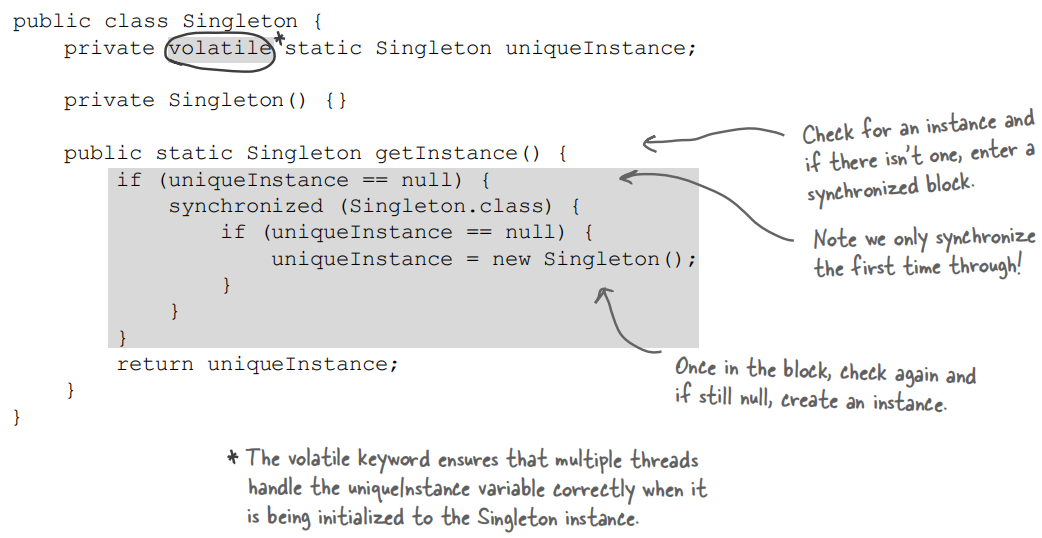 public class Singleton {
private volatile* static Singleton uniqueInstance;
private Singleton() {}
public static Singleton getInstance() {
if (uniqueInstance == null) {
synchronized (Singleton.class) {
if (uniqueInstance == null) {
uniqueInstance = new Singleton();
}
}
}
return uniqueInstance;
}
}
Check for an instance and
if there isn't one, enter a
synchronized block.
Note we only synchronize
the first time through!
Once in the block, check again and
if still null, create an instance.
* The volatile keyword ensures that multiple threads
handle the uniqueInstance variable correctly when it
is being initialized to the Singleton instance.